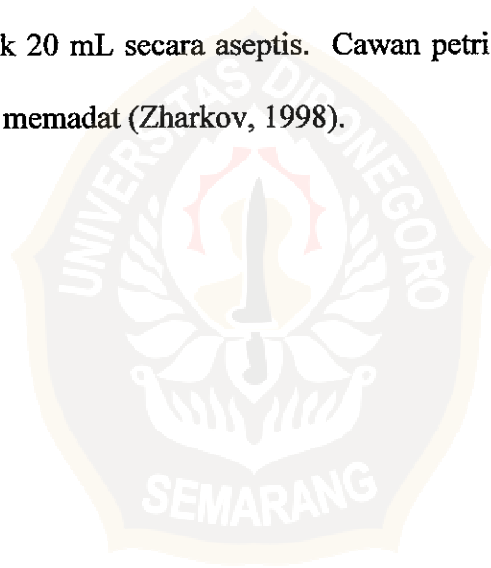 k 20 mL secara aseptis. Cawan petri
memadat (Zharkov, 1998).
UNIVERSITAS DIPONEGORO
SEMARANG